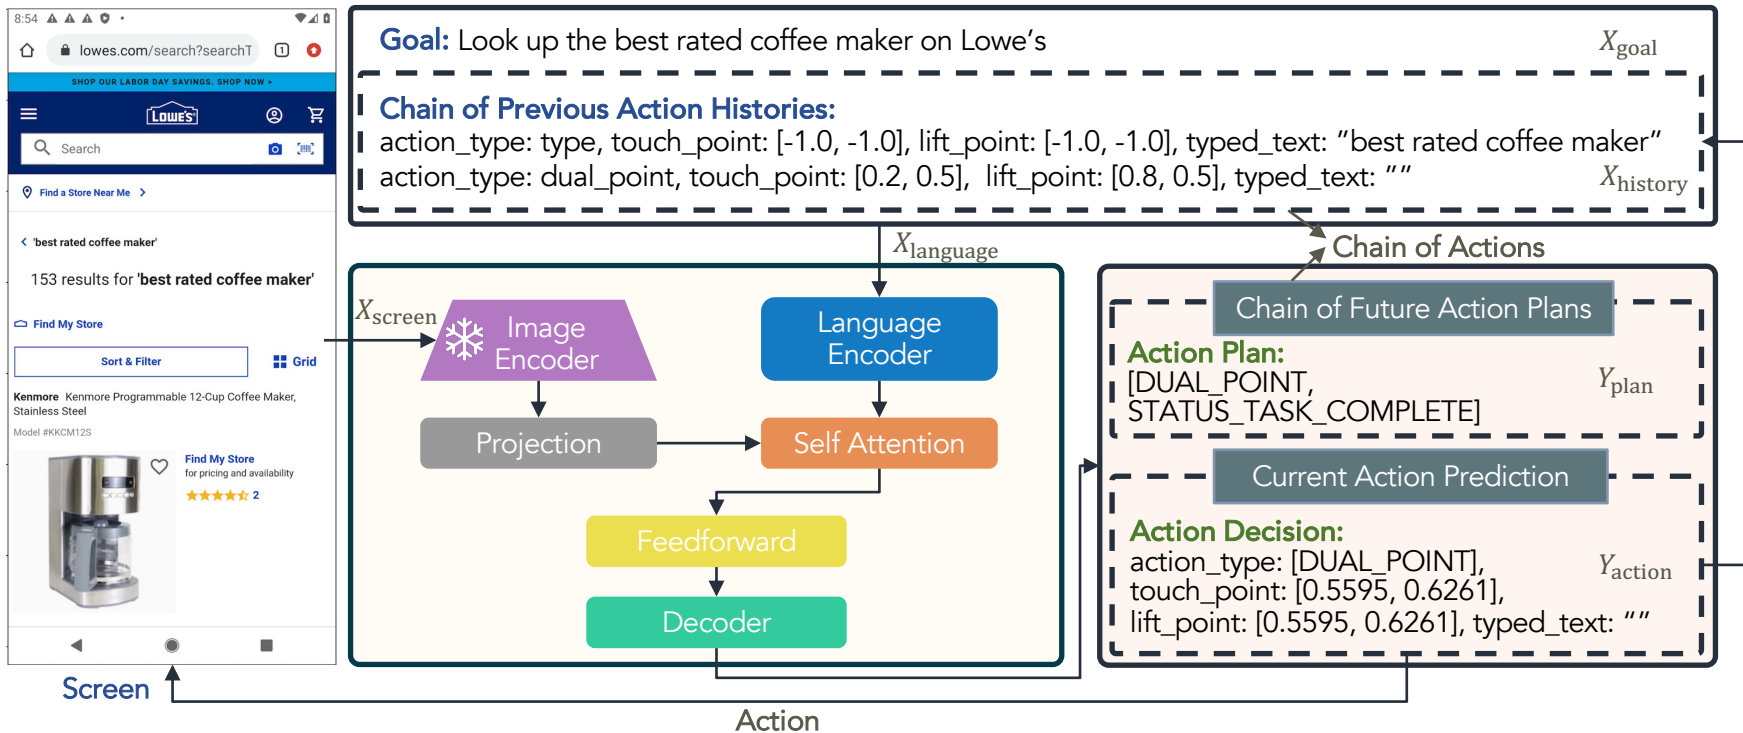 8:54
lowes.com/search?searchT
1
SHOP OUR LABOR DAY SAVINGS. SHOP NOW >
LOWE'S
Search
Find a Store Near Me >
< 'best rated coffee maker'
153 results for 'best rated coffee maker'
Find My Store
Sort & Filter
Grid
Kenmore Kenmore Programmable 12-Cup Coffee Maker,
Stainless Steel
Model #KKCM12S
Find My Store
for pricing and availability
2
Screen
Goal: Look up the best rated coffee maker on Lowe's
X_goal
Chain of Previous Action Histories:
action_type: type, touch_point: [-1.0, -1.0], lift_point: [-1.0, -1.0], typed_text: "best rated coffee maker"
action_type: dual_point, touch_point: [0.2, 0.5], lift_point: [0.8, 0.5], typed_text: ""
X_history
X_language
Chain of Actions
X_screen
Image
Encoder
Language
Encoder
Projection
Self Attention
Feedforward
Decoder
Chain of Future Action Plans
Action Plan:
[DUAL_POINT,
STATUS_TASK_COMPLETE]
Y_plan
Current Action Prediction
Action Decision:
action_type: [DUAL_POINT],
touch_point: [0.5595, 0.6261],
lift_point: [0.5595, 0.6261], typed_text: ""
Y_action
Action